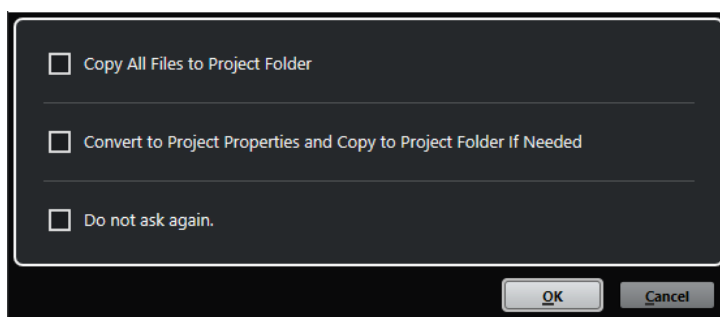 Copy All Files to Project Folder
Convert to Project Properties and Copy to Project Folder If Needed
Do not ask again.
OK
Cancel